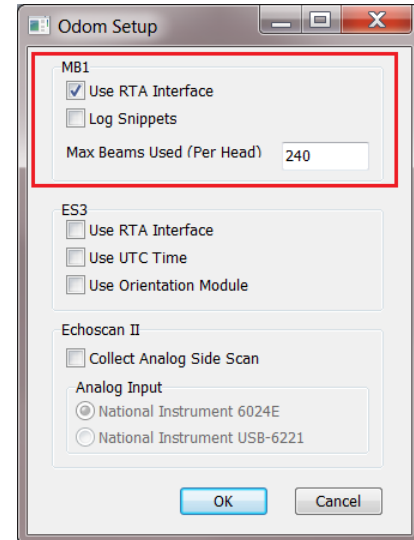 Odom Setup
MB1
Use RTA Interface
Log Snippets
Max Beams Used (Per Head) 240
ES3
Use RTA Interface
Use UTC Time
Use Orientation Module
Echoscan II
Collect Analog Side Scan
Analog Input
National Instrument 6024E
National Instrument USB-6221
OK Cancel